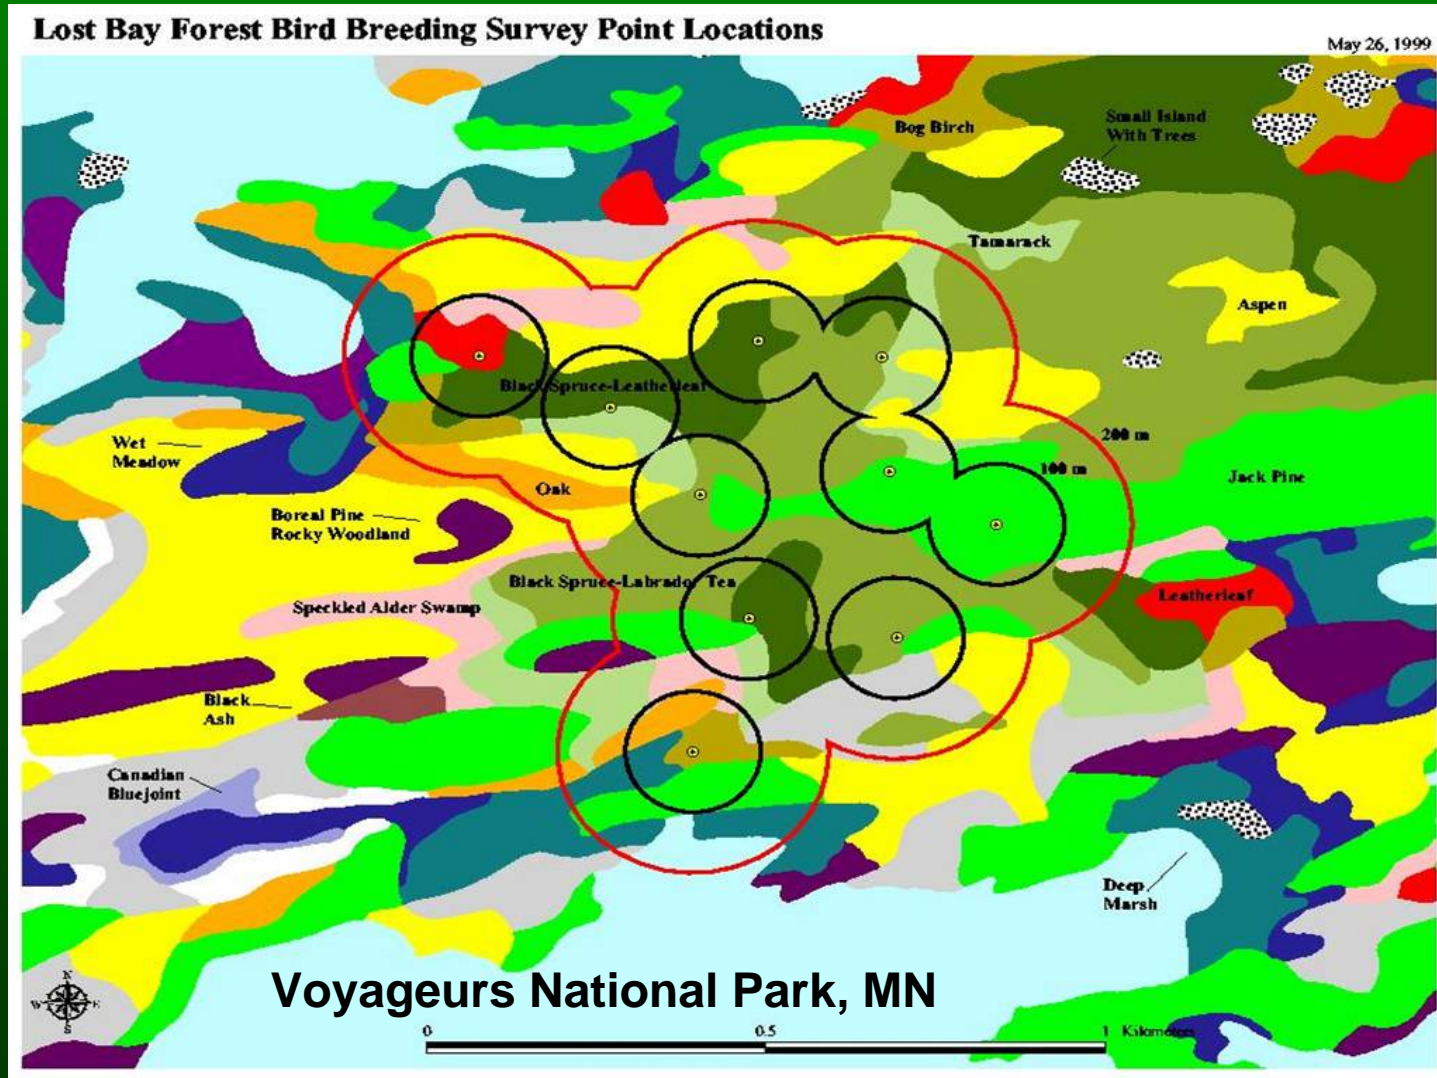 Lost Bay Forest Bird Breeding Survey Point Locations
May 26, 1999
Bog Birch
Small Island
With Trees
Tamarack
Aspen
Black Spruce-Leatherleaf
Wet
Meadow
200 m
100 m
Jack Pine
Oak
Boreal Pine
Rocky Woodland
Black Spruce-Labrador Tea
Speckled Alder Swamp
Leatherleaf
Black
Ash
Canadian
Bluejoint
Deep
Marsh
N
W E
S
Voyageurs National Park, MN
0 0.5 1 Kilometers